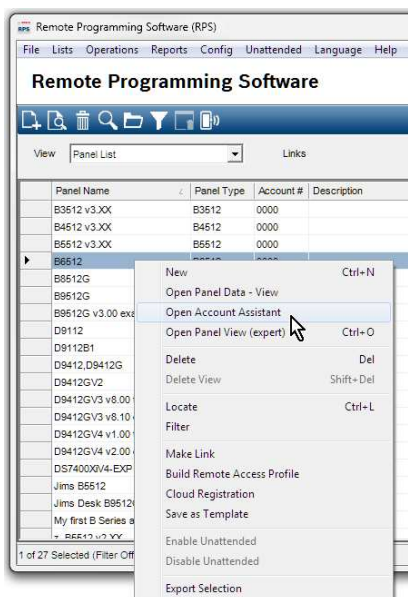 RPS Remote Programming Software (RPS)
File Lists Operations Reports Config Unattended Language Help
Remote Programming Software
View Panel List Links
Panel Name Panel Type Account # Description
B3512 v3.XX B3512 0000
B4512 v3.XX B4512 0000
B5512 v3.XX B5512 0000
B6512
B8512G
B9512G
B9512G v3.00 exa
D9112
D9112B1
D9412,D9412G
D9412GV2
D9412GV3 v8.00
D9412GV3 v8.10
D9412GV4 v1.00
D9412GV4 v2.00
DS7400XiV4-EXP
Jims B5512
Jims Desk B9512
My first B Series a
1 of 27 Selected (Filter Off
New Ctrl+N
Open Panel Data - View
Open Account Assistant
Open Panel View (expert) Ctrl+O
Delete Del
Delete View Shift+Del
Locate Ctrl+L
Filter
Make Link
Build Remote Access Profile
Cloud Registration
Save as Template
Enable Unattended
Disable Unattended
Export Selection